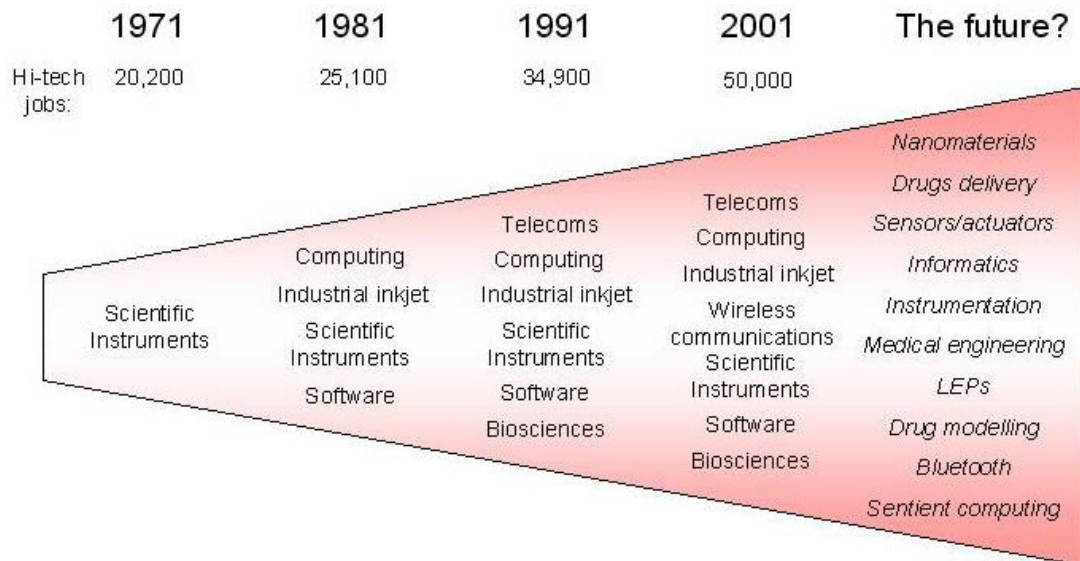 1971 1981 1991 2001 The future?
Hi-tech jobs: 20,200 25,100 34,900 50,000
Scientific
Instruments
Computing
Industrial inkjet
Scientific
Instruments
Software
Telecoms
Computing
Industrial inkjet
Scientific
Instruments
Software
Biosciences
Telecoms
Computing
Industrial inkjet
Wireless
communications
Scientific
Instruments
Software
Biosciences
Nanomaterials
Drugs delivery
Sensors/actuators
Informatics
Instrumentation
Medical engineering
LEPs
Drug modelling
Bluetooth
Sentient computing